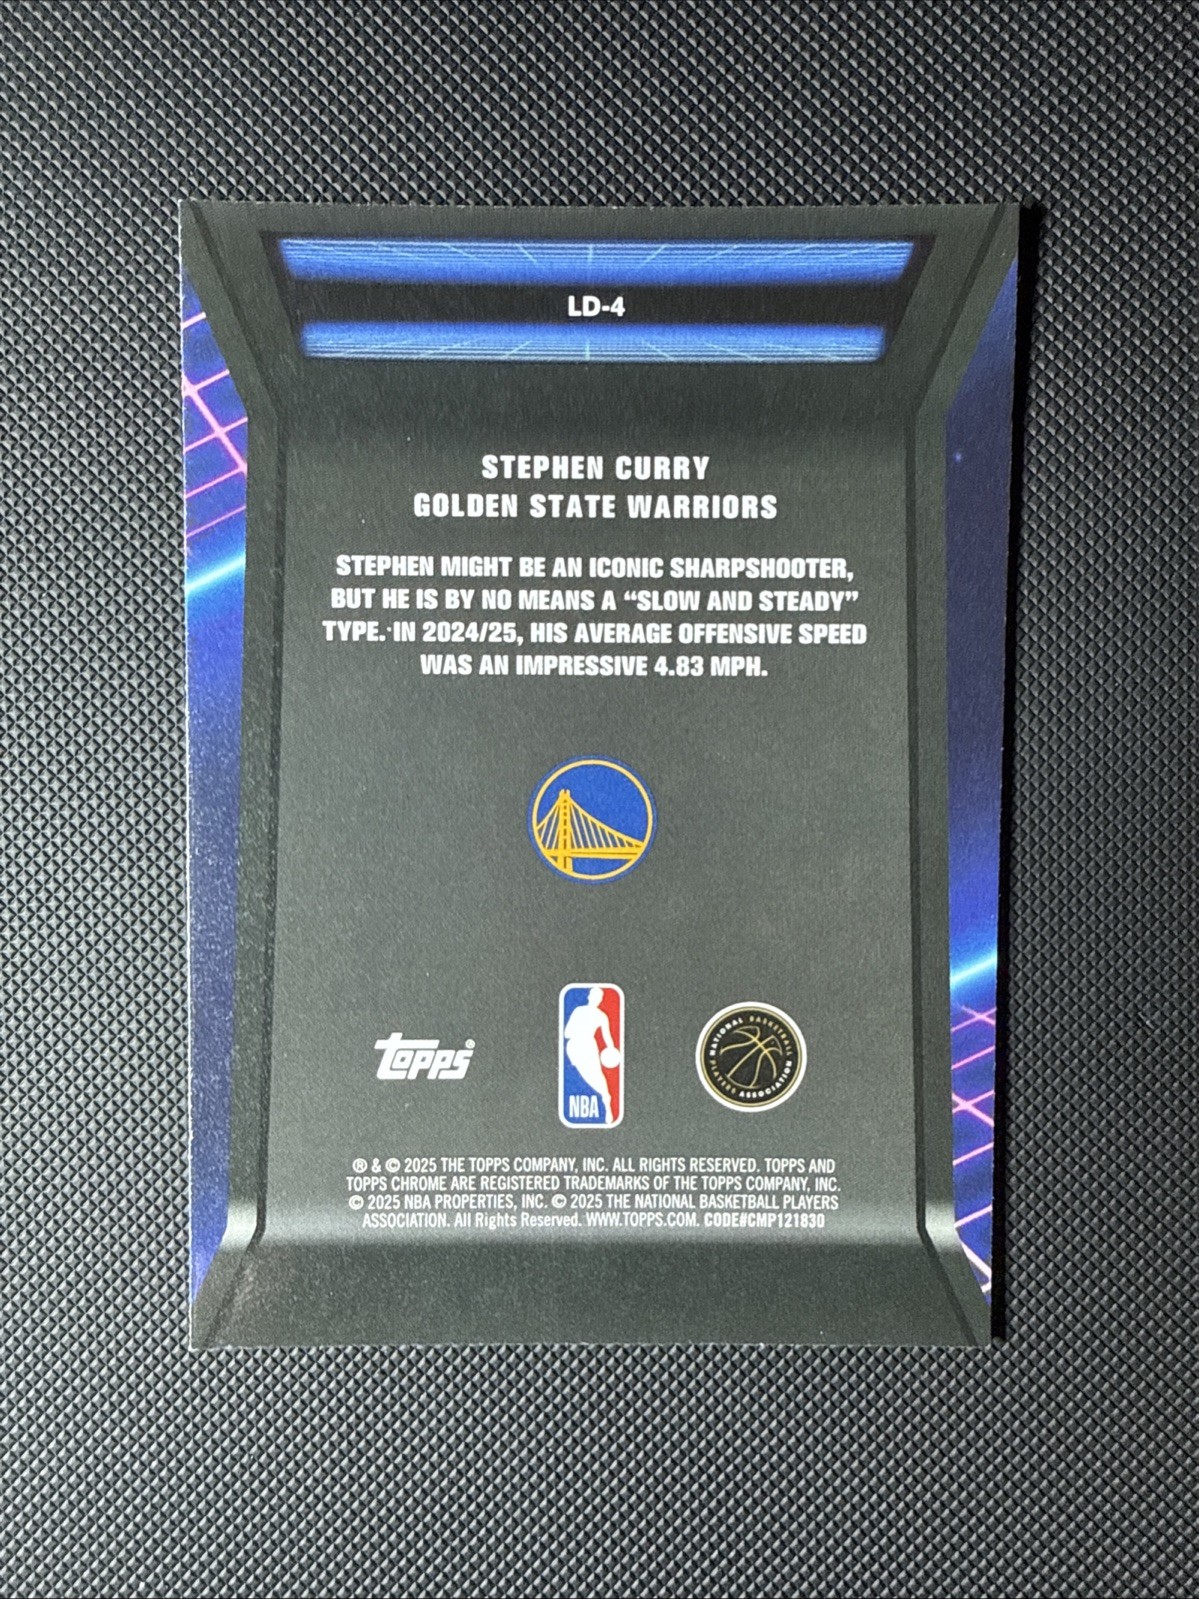 LD-4
STEPHEN CURRY
GOLDEN STATE WARRIORS
STEPHEN MIGHT BE AN ICONIC SHARPSHOOTER,
BUT HE IS BY NO MEANS A “SLOW AND STEADY”
TYPE. IN 2024/25, HIS AVERAGE OFFENSIVE SPEED
WAS AN IMPRESSIVE 4.83 MPH.
topps®
NBA
NATIONAL BASKETBALL PLAYERS ASSOCIATION
® & © 2025 THE TOPPS COMPANY, INC. ALL RIGHTS RESERVED. TOPPS AND
TOPPS CHROME ARE REGISTERED TRADEMARKS OF THE TOPPS COMPANY, INC.
© 2025 NBA PROPERTIES, INC. © 2025 THE NATIONAL BASKETBALL PLAYERS
ASSOCIATION. All Rights Reserved. WWW.TOPPS.COM. CODE#CMP121830